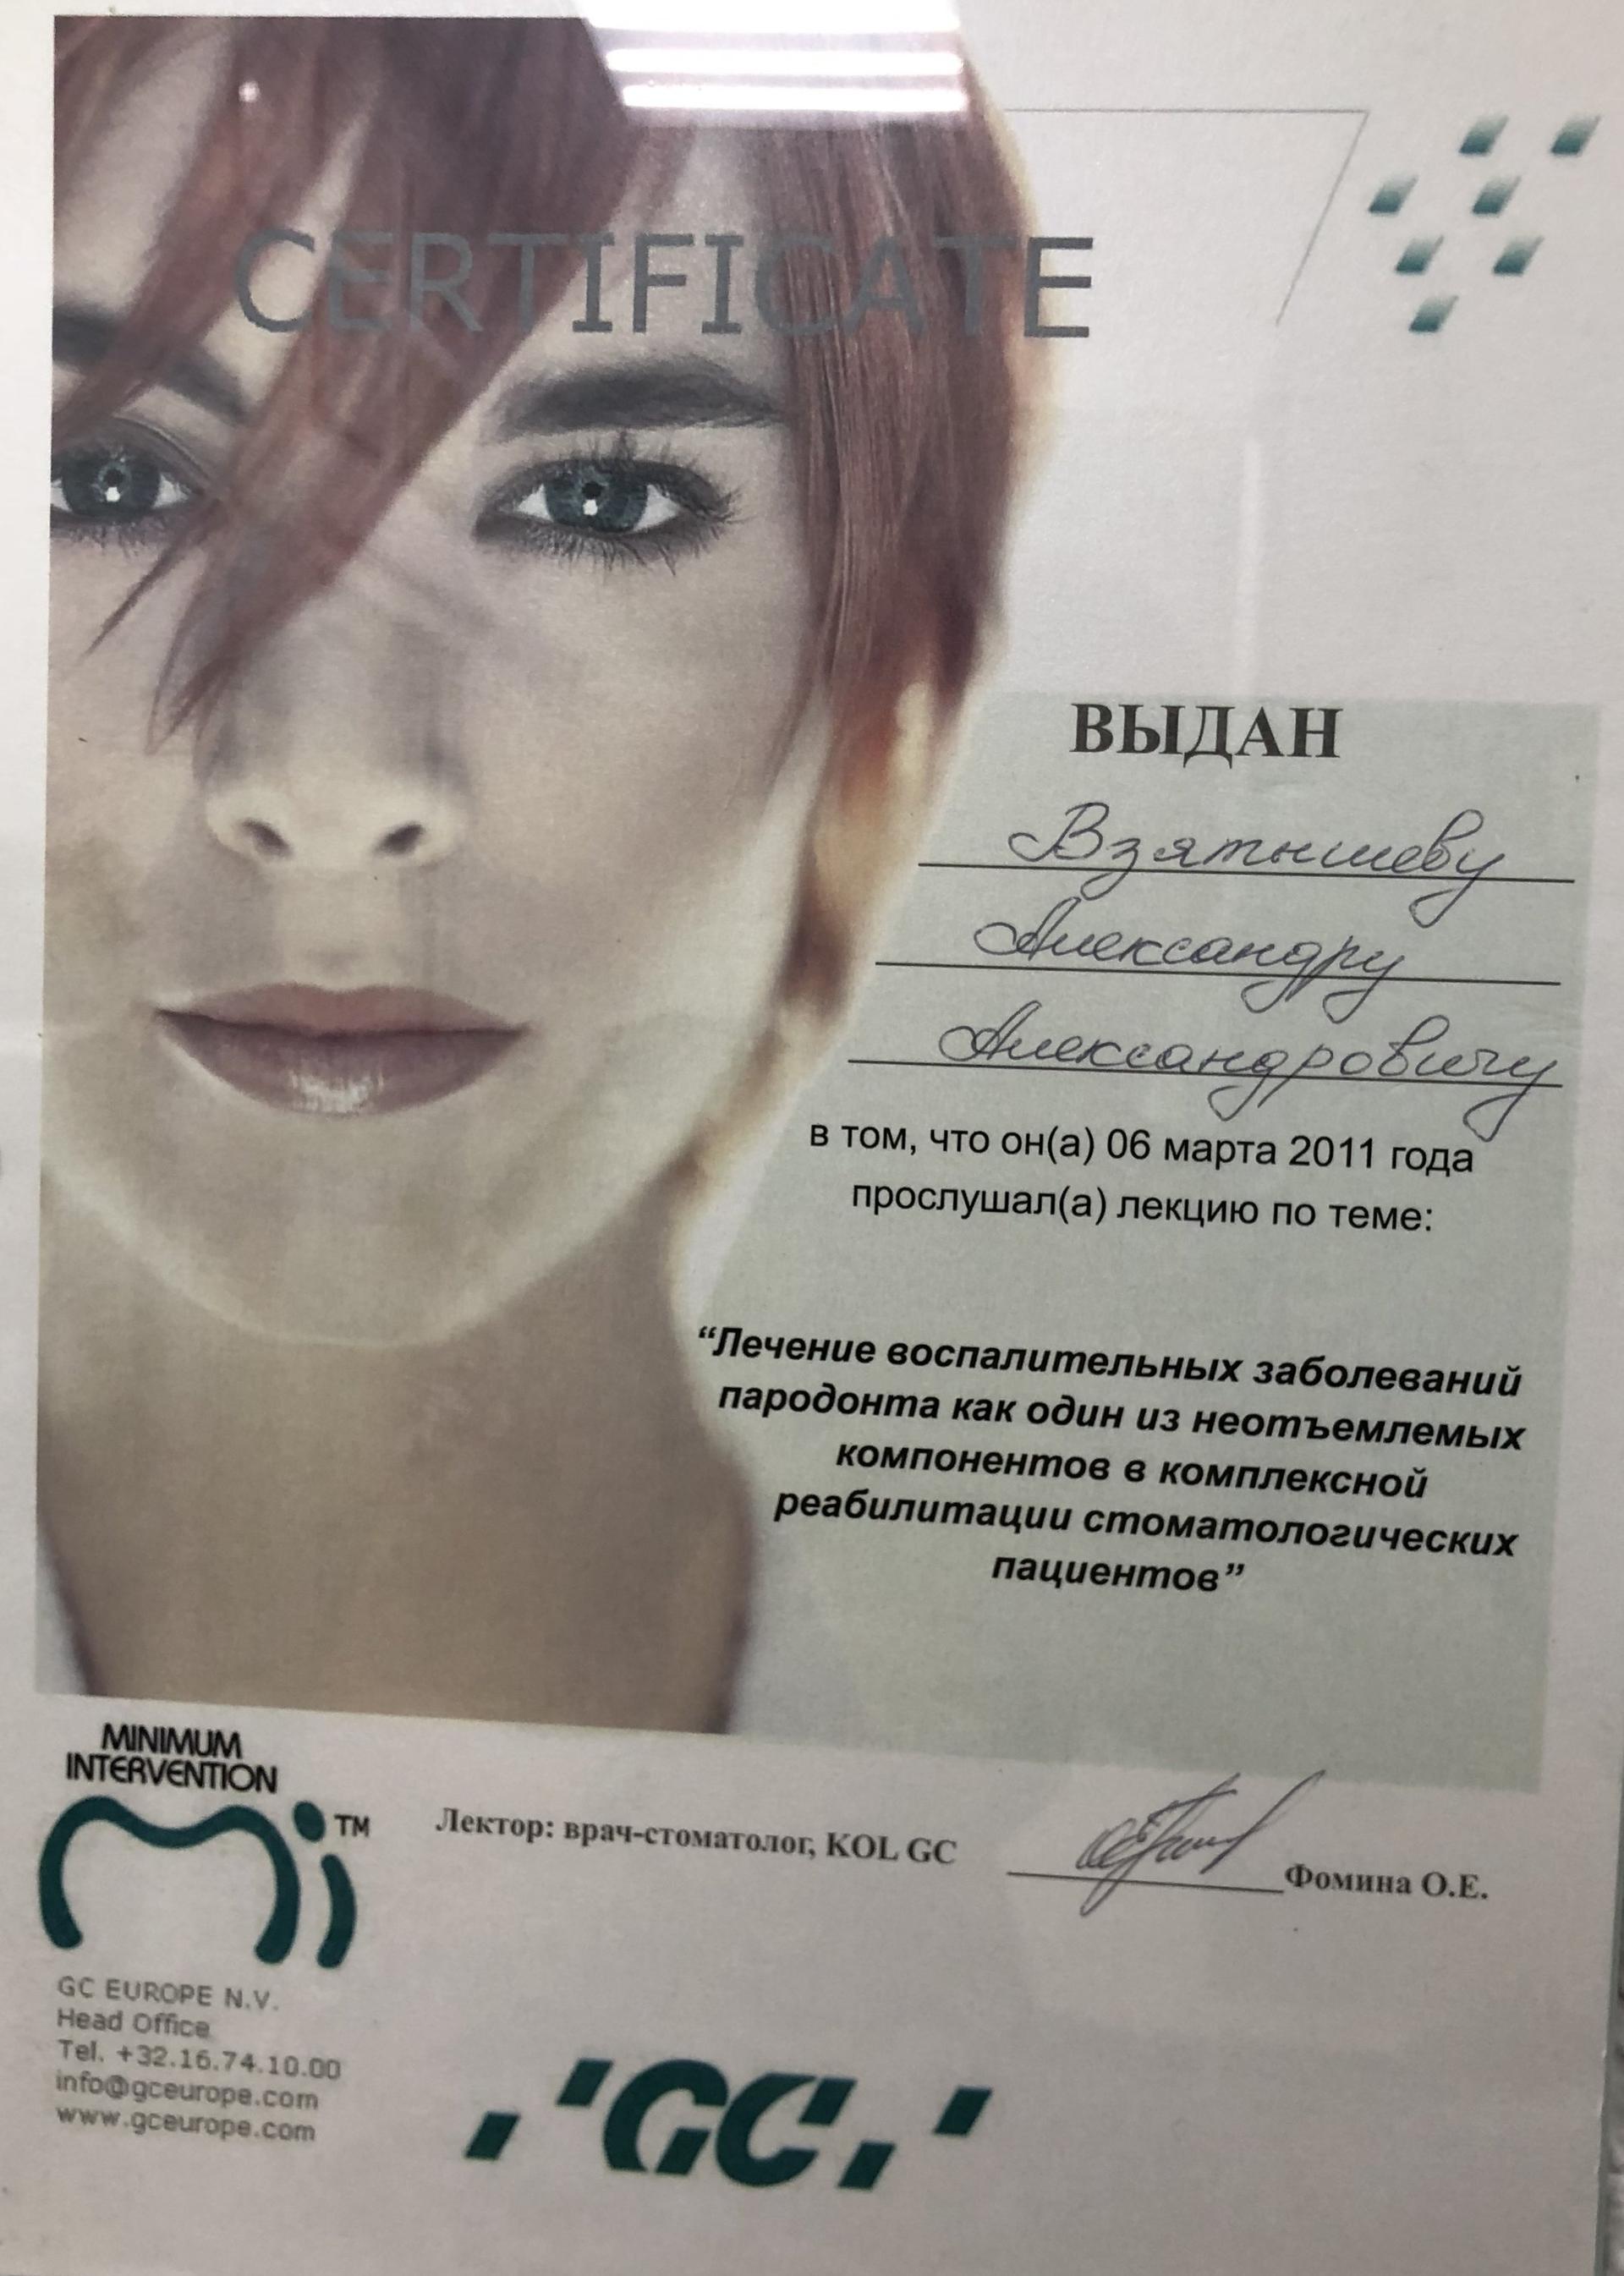 CERTIFICATE
ВЫДАН
Взятышеву
Александру
Александровичу
в том, что он(а) 06 марта 2011 года
прослушал(а) лекцию по теме:
“Лечение воспалительных заболеваний
пародонта как один из неотъемлемых
компонентов в комплексной
реабилитации стоматологических
пациентов”
MINIMUM
INTERVENTION
mi TM
Лектор: врач-стоматолог, KOL GC
Фомина О.Е.
GC EUROPE N.V.
Head Office
Tel. +32.16.74.10.00
info@gceurope.com
www.gceurope.com
GC